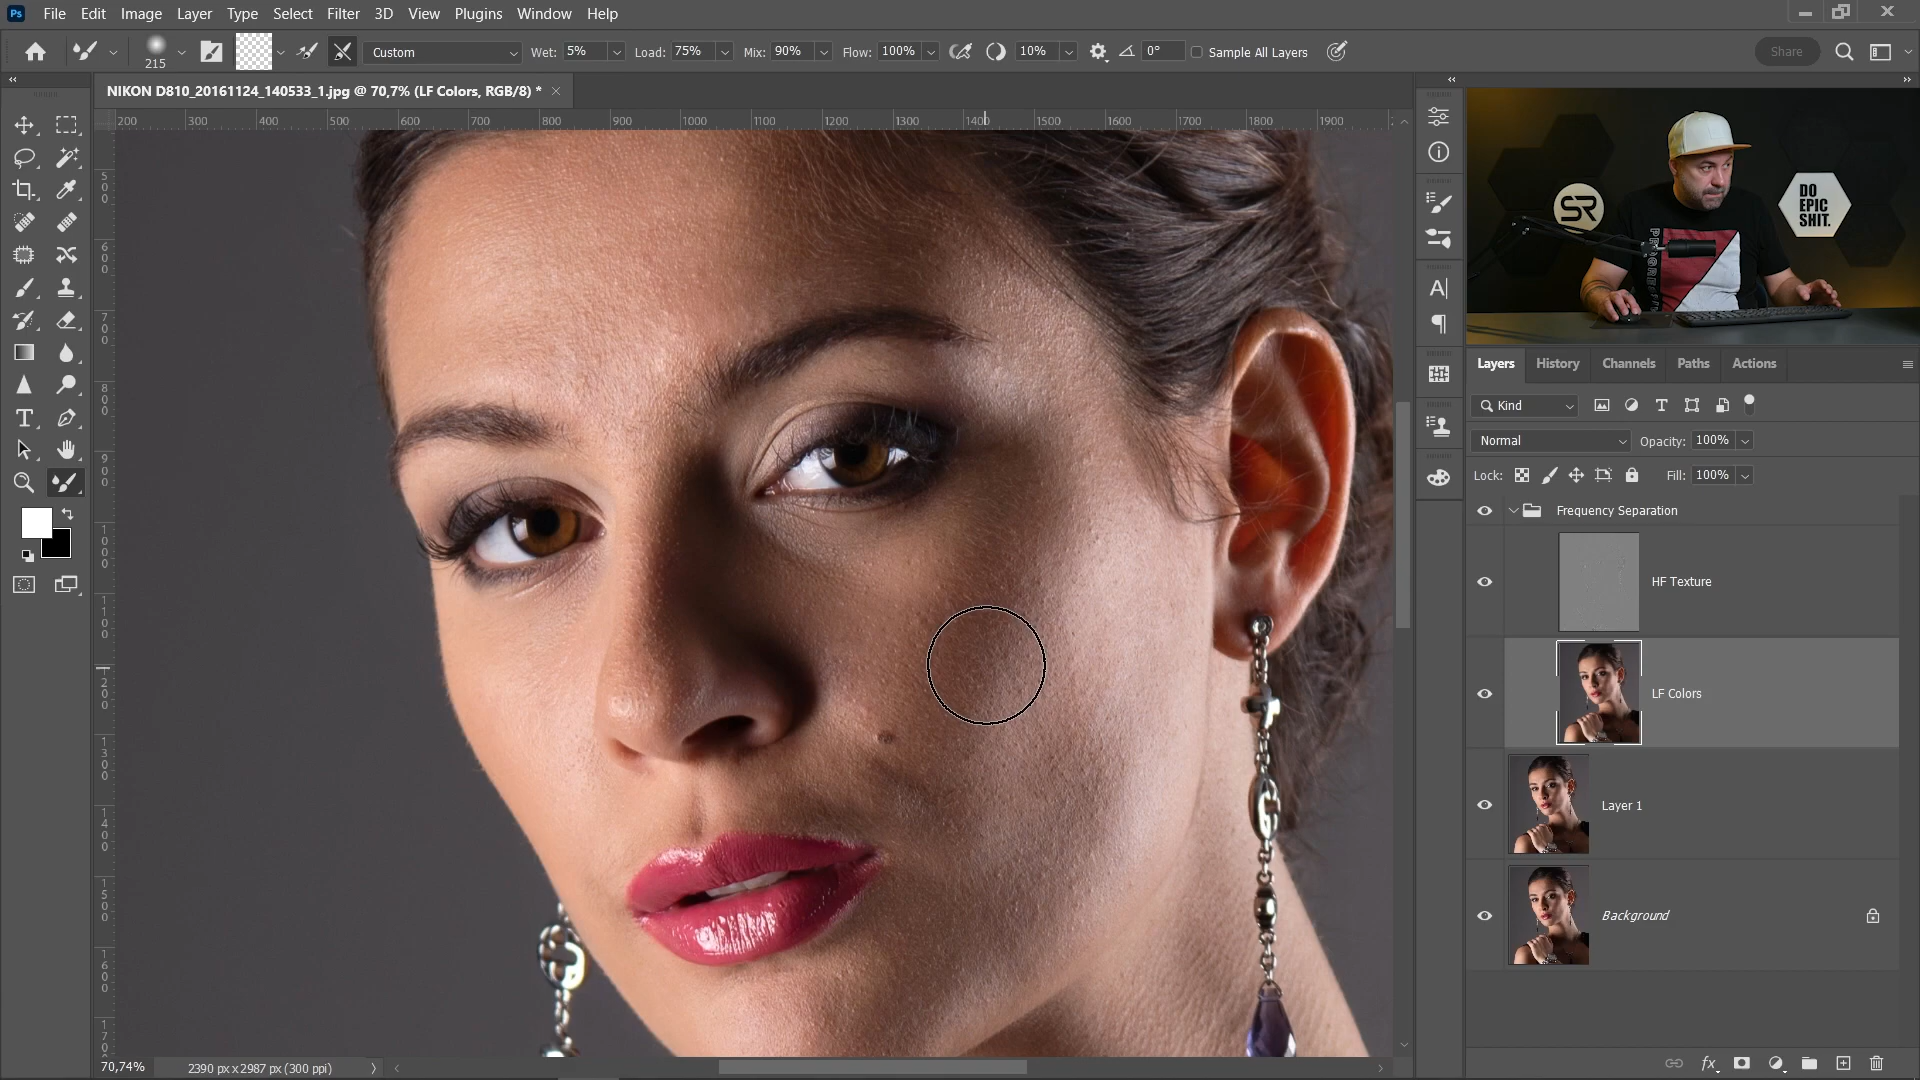 Ps File Edit Image Layer Type Select Filter 3D View Plugins Window Help
215 Custom Wet: 5% Load: 75% Mix: 90% Flow: 100% 10% 0° Sample All Layers Share
NIKON D810_20161124_140533_1.jpg @ 70,7% (LF Colors, RGB/8) *
200 300 400 500 600 700 800 900 1000 1100 1200 1300 1400 1500 1600 1700 1800 1900
500
600
700
800
900
1000
1100
1200
1300
1400
1500
1600
SR
DO
EPIC
SHIT.
Layers History Channels Paths Actions
Kind
Normal Opacity: 100%
Lock: Fill: 100%
Frequency Separation
HF Texture
LF Colors
Layer 1
Background
70,74% 2390 px x 2987 px (300 ppi)